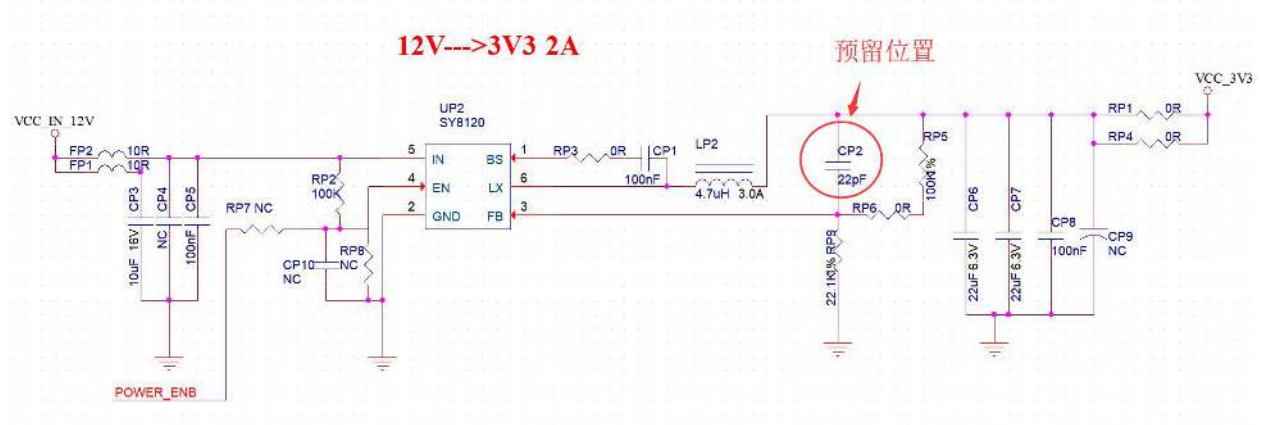 12V--->3V3 2A
预留位置
VCC_3V3
VCC_IN_12V
UP2
SY8120
FP2 10R
FP1 10R
5 IN
4 EN
2 GND
BS 1
LX 6
FB 3
RP3 0R
CP1
100nF
LP2
4.7uH 3.0A
CP2
22pF
RP5
100K1%
RP6 0R
RP9
22.1K1%
RP1 0R
RP4 0R
CP6
22uF 6.3V
CP7
22uF 6.3V
CP8
100nF
CP9
NC
CP3
10uF 16V
CP4
NC
CP5
100nF
RP2
100K
RP7 NC
RP8
NC
CP10
NC
POWER_ENB